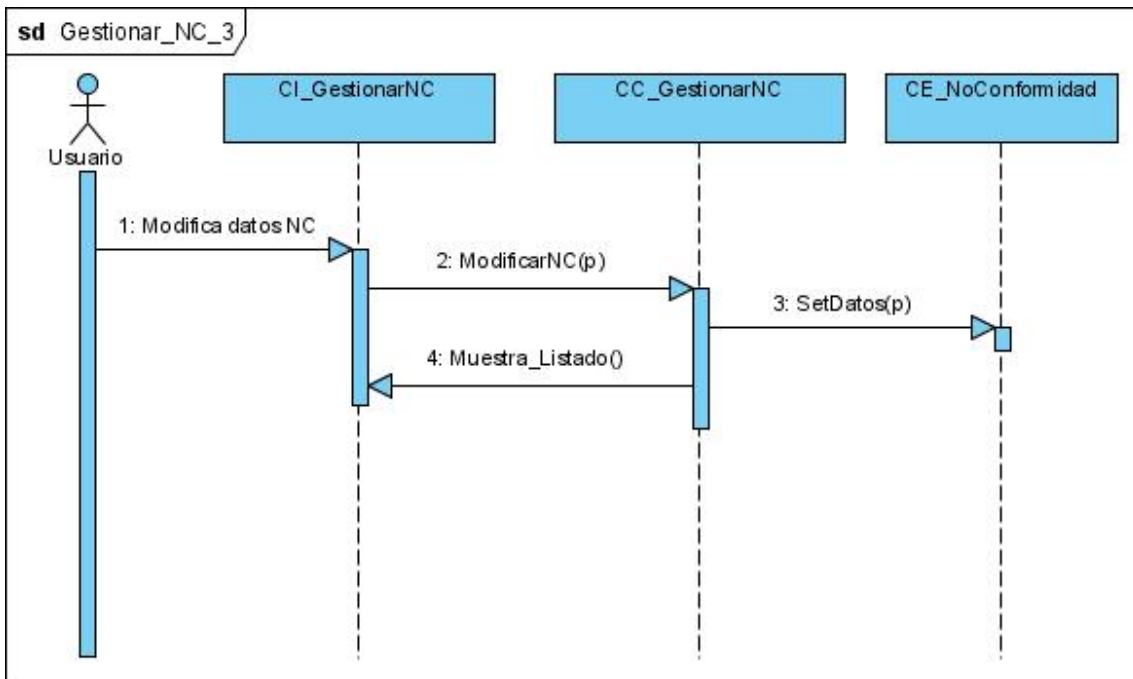 sd Gestionar_NC_3
CI_GestionarNC
CC_GestionarNC
CE_NoConformidad
Usuario
1: Modifica datos NC
2: ModificarNC(p)
3: SetDatos(p)
4: Muestra_Listado()